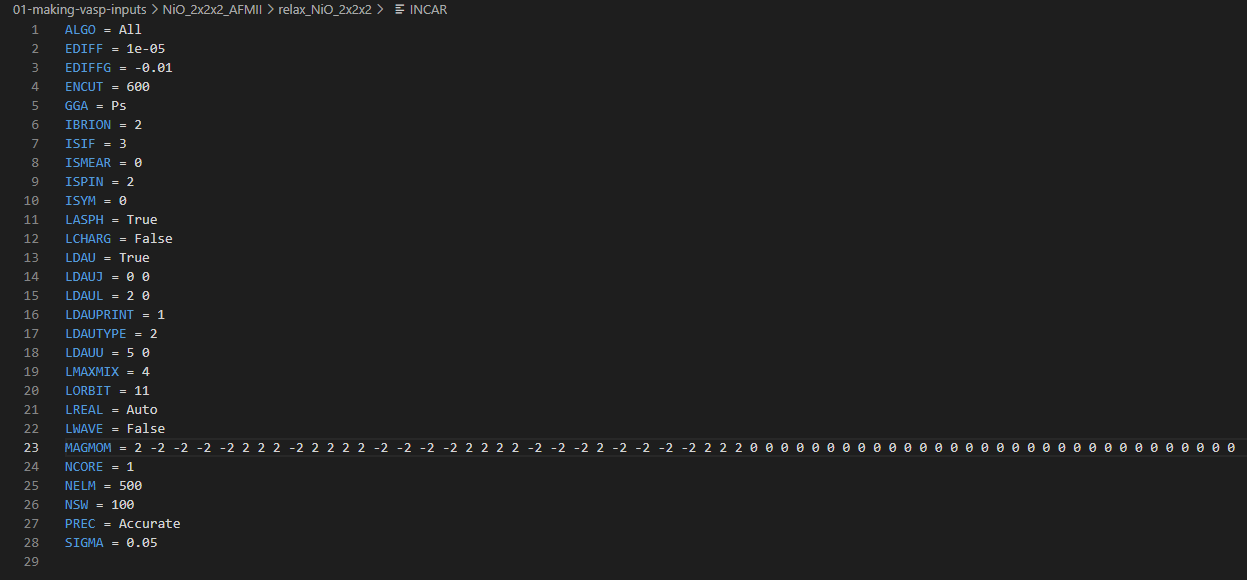 01-making-vasp-inputs > NiO_2x2x2_AFMII > relax_NiO_2x2x2 > INCAR
1 ALGO = All
2 EDIFF = 1e-05
3 EDIFFG = -0.01
4 ENCUT = 600
5 GGA = Ps
6 IBRION = 2
7 ISIF = 3
8 ISMEAR = 0
9 ISPIN = 2
10 ISYM = 0
11 LASPH = True
12 LCHARG = False
13 LDAU = True
14 LDAUJ = 0 0
15 LDAUL = 2 0
16 LDAUPRINT = 1
17 LDAUTYPE = 2
18 LDAUU = 5 0
19 LMAXMIX = 4
20 LORBIT = 11
21 LREAL = Auto
22 LWAVE = False
23 MAGMOM = 2 -2 -2 -2 -2 2 2 2 -2 2 2 2 2 -2 -2 -2 -2 2 2 2 2 -2 -2 -2 2 -2 -2 -2 -2 2 2 2 0 0 0 0 0 0 0 0 0 0 0 0 0 0 0 0 0 0 0 0 0 0 0 0 0 0 0 0 0 0 0 0
24 NCORE = 1
25 NELM = 500
26 NSW = 100
27 PREC = Accurate
28 SIGMA = 0.05
29